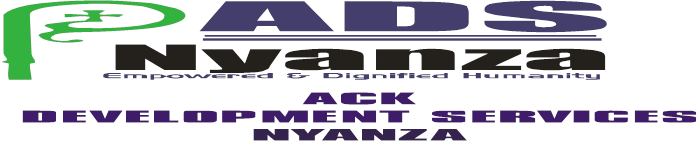 ADS
Nyanza
Empowered & Dignified Humanity
ACK
DEVELOPMENT SERVICES
NYANZA